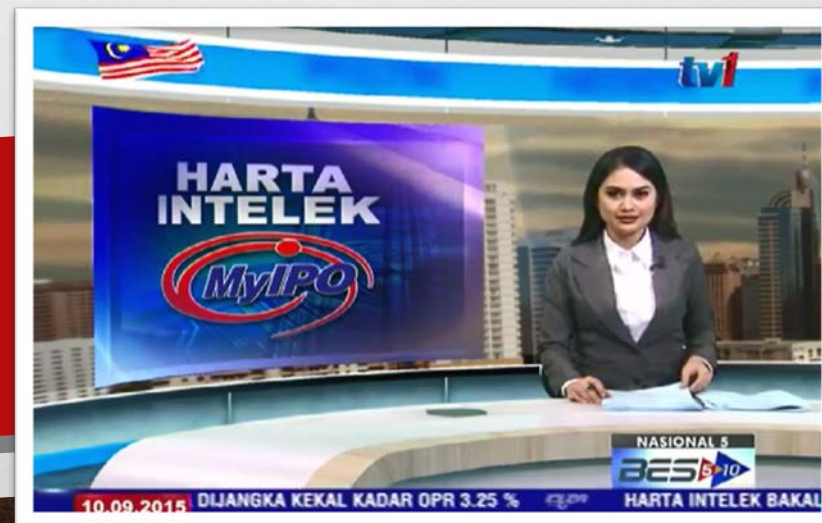 tv1
HARTA
INTELEK
MyIPO
NASIONAL 5
BES 5▶10
10.09.2015 DIJANGKA KEKAL KADAR OPR 3.25 % HARTA INTELEK BAKAL